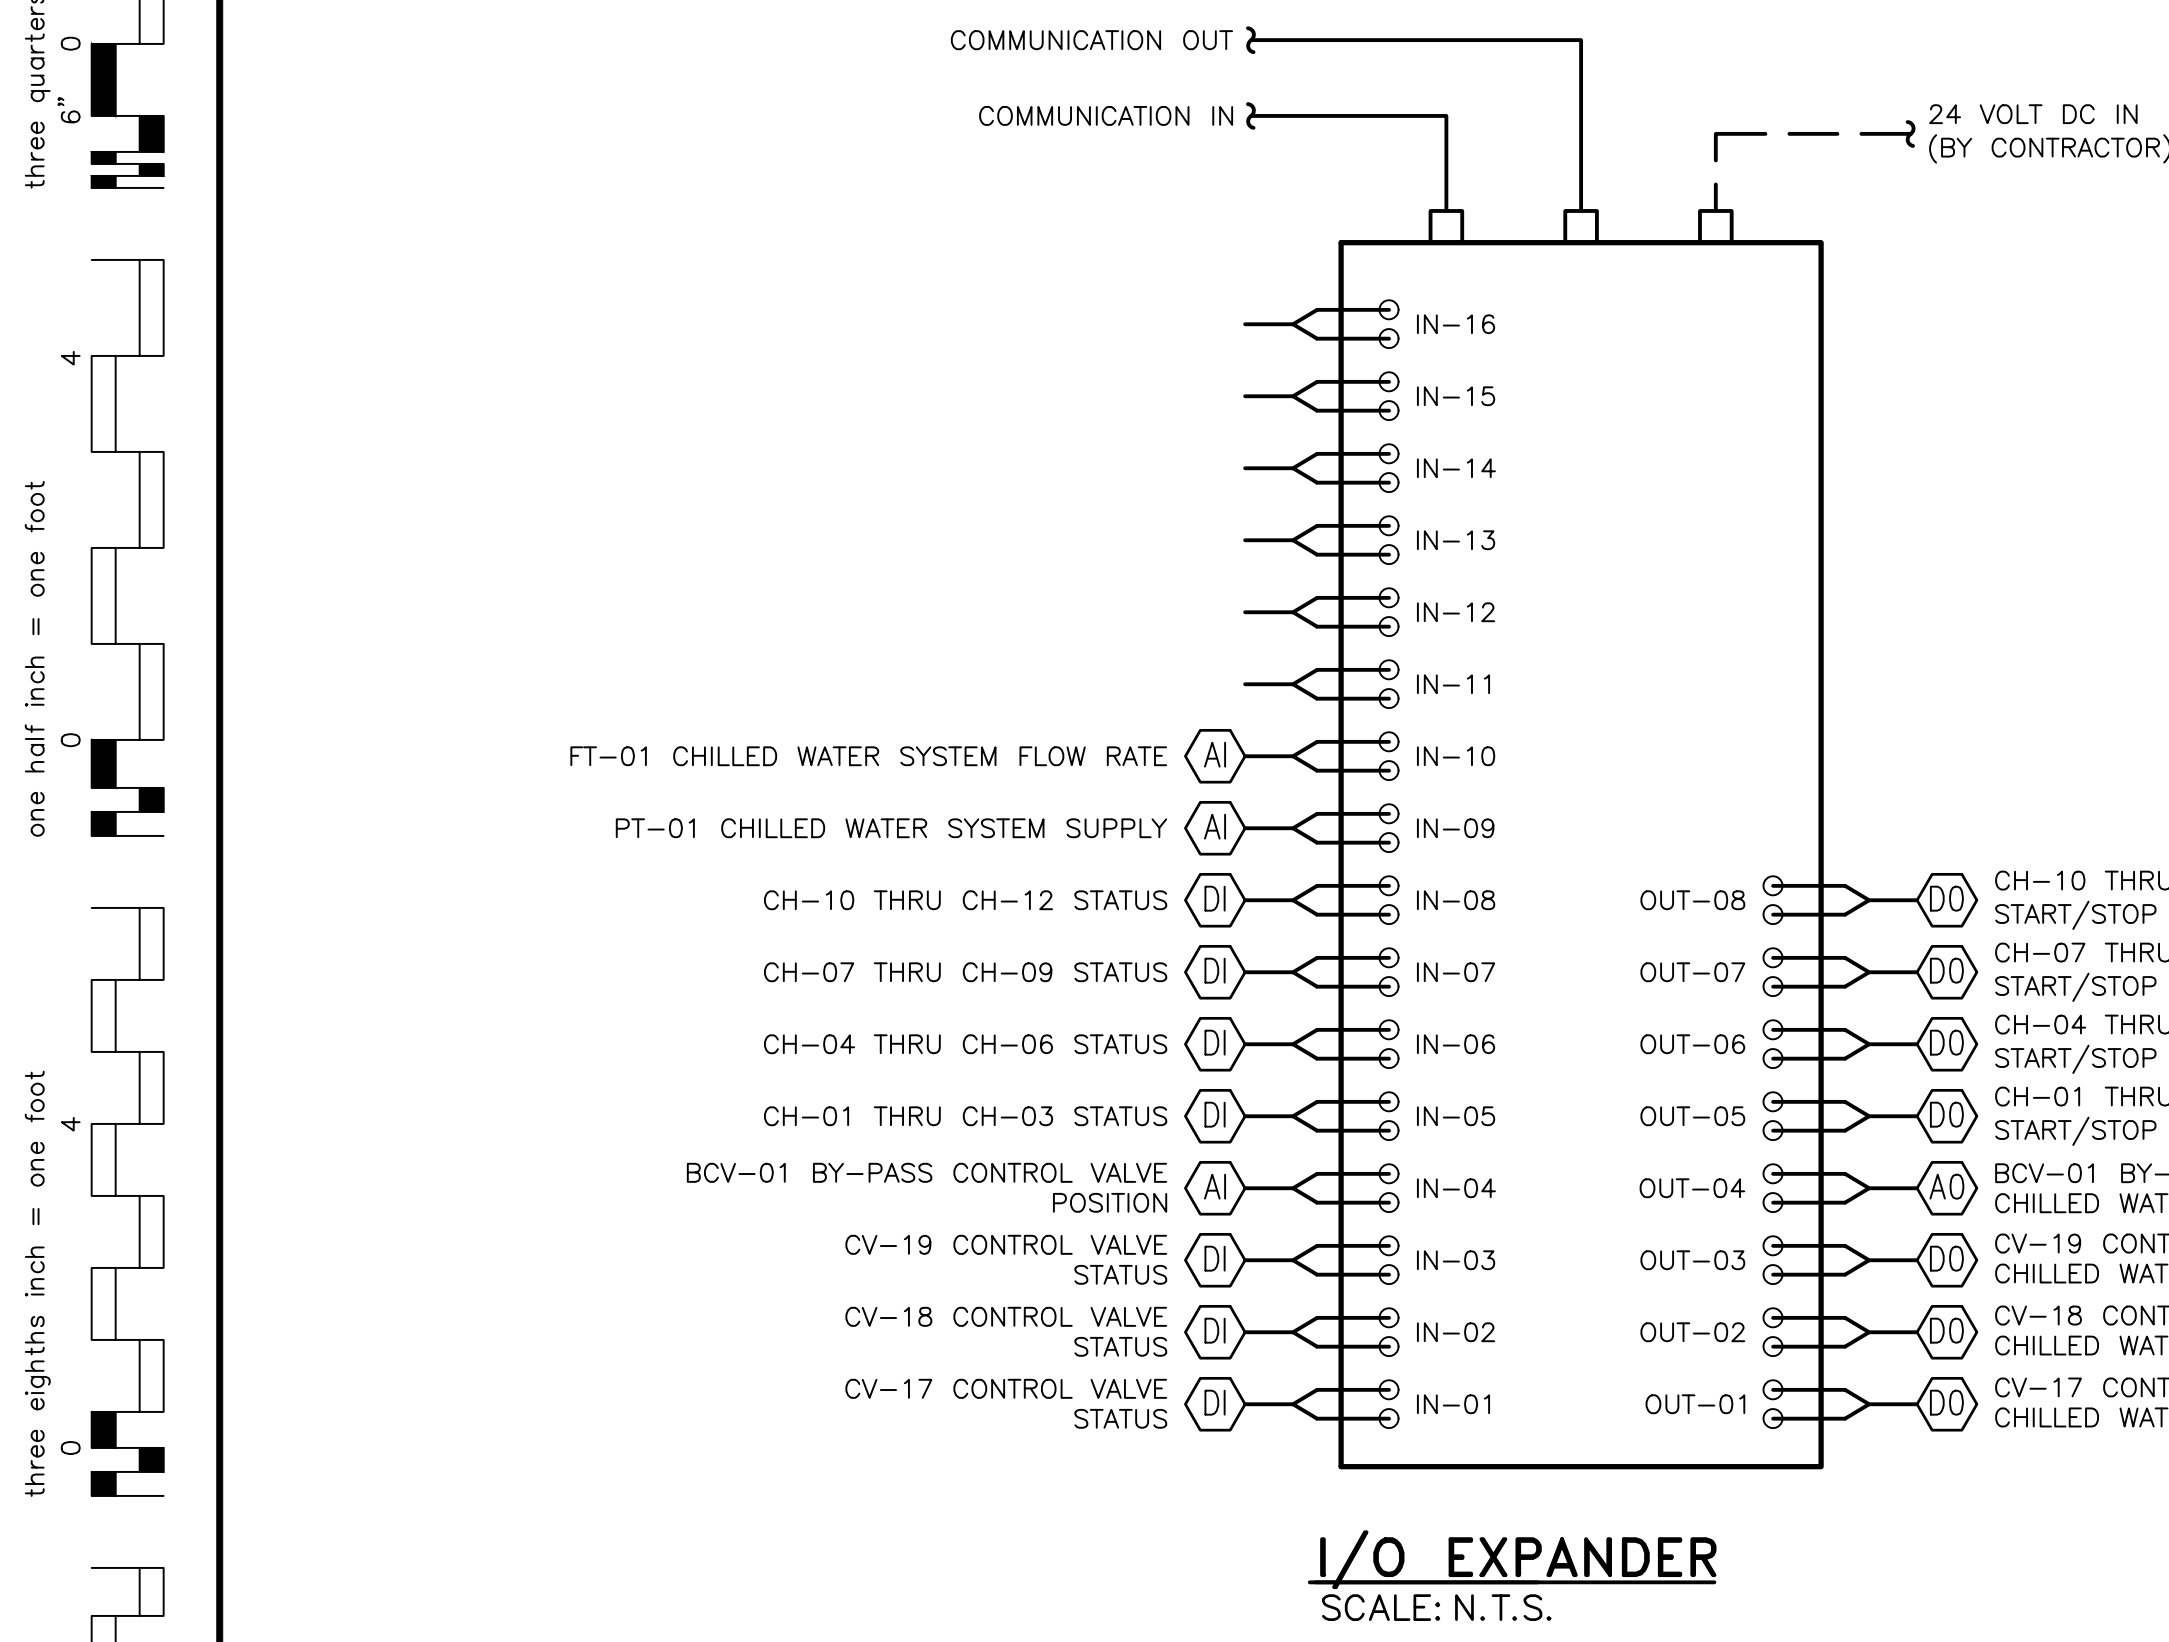 three quarters
0
6"
4
one half inch = one foot
0
4
three eighths inch = one foot
0
COMMUNICATION OUT
COMMUNICATION IN
24 VOLT DC IN
(BY CONTRACTOR)
IN-16
IN-15
IN-14
IN-13
IN-12
IN-11
FT-01 CHILLED WATER SYSTEM FLOW RATE AI IN-10
PT-01 CHILLED WATER SYSTEM SUPPLY AI IN-09
CH-10 THRU CH-12 STATUS DI IN-08
CH-07 THRU CH-09 STATUS DI IN-07
CH-04 THRU CH-06 STATUS DI IN-06
CH-01 THRU CH-03 STATUS DI IN-05
BCV-01 BY-PASS CONTROL VALVE
POSITION AI IN-04
CV-19 CONTROL VALVE
STATUS DI IN-03
CV-18 CONTROL VALVE
STATUS DI IN-02
CV-17 CONTROL VALVE
STATUS DI IN-01
OUT-08 DO CH-10 THRU
START/STOP
OUT-07 DO CH-07 THRU
START/STOP
OUT-06 DO CH-04 THRU
START/STOP
OUT-05 DO CH-01 THRU
START/STOP
OUT-04 AO BCV-01 BY-
CHILLED WAT
OUT-03 DO CV-19 CONT
CHILLED WAT
OUT-02 DO CV-18 CONT
CHILLED WAT
OUT-01 DO CV-17 CONT
CHILLED WAT
I/O EXPANDER
SCALE: N.T.S.